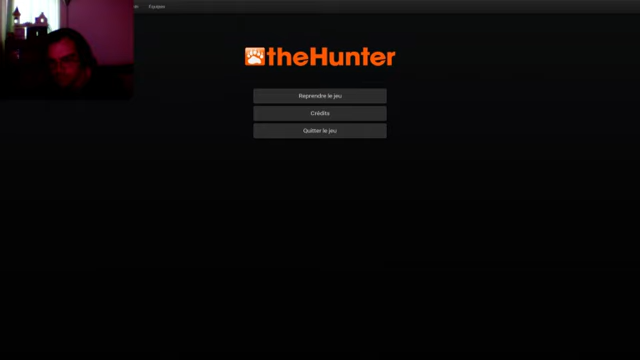 theHunter
Reprendre le jeu
Crédits
Quitter le jeu